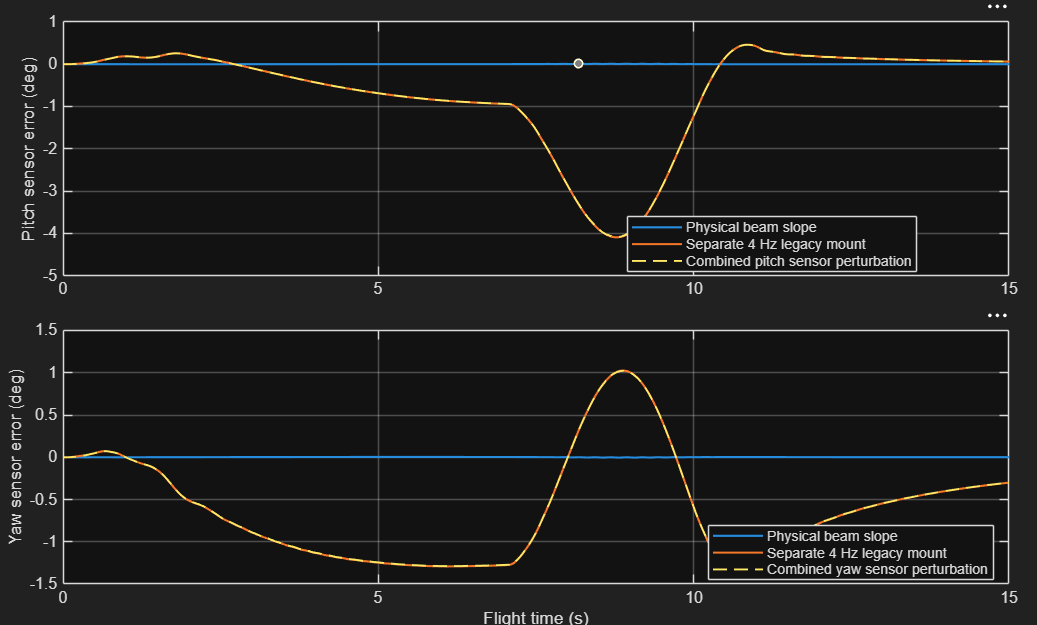 1
0
-1
-2
-3
-4
-5
Pitch sensor error (deg)
Physical beam slope
Separate 4 Hz legacy mount
Combined pitch sensor perturbation
0 5 10 15
1.5
1
0.5
0
-0.5
-1
-1.5
Yaw sensor error (deg)
Physical beam slope
Separate 4 Hz legacy mount
Combined yaw sensor perturbation
0 5 10 15
Flight time (s)